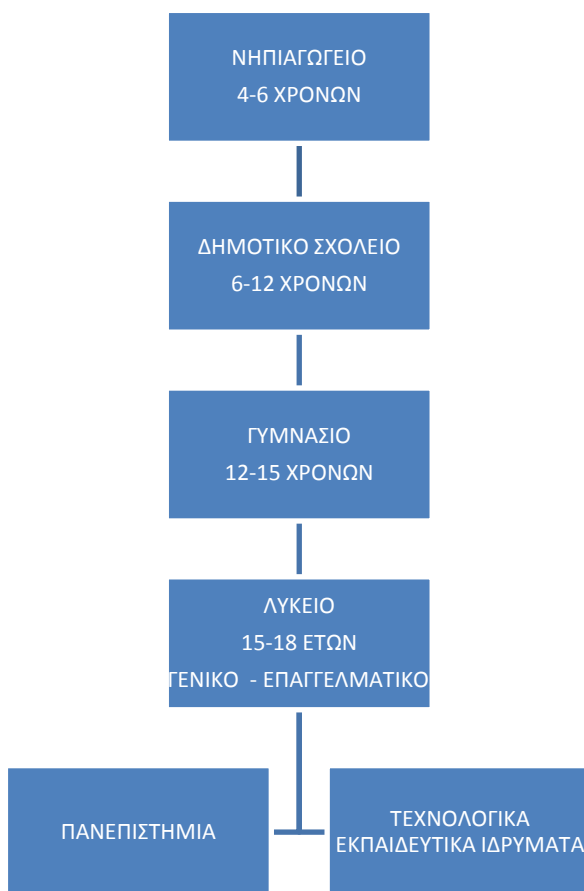 ΝΗΠΙΑΓΩΓΕΙΟ
4-6 ΧΡΟΝΩΝ
ΔΗΜΟΤΙΚΟ ΣΧΟΛΕΙΟ
6-12 ΧΡΟΝΩΝ
ΓΥΜΝΑΣΙΟ
12-15 ΧΡΟΝΩΝ
ΛΥΚΕΙΟ
15-18 ΕΤΩΝ
ΓΕΝΙΚΟ - ΕΠΑΓΓΕΛΜΑΤΙΚΟ
ΠΑΝΕΠΙΣΤΗΜΙΑ
ΤΕΧΝΟΛΟΓΙΚΑ
ΕΚΠΑΙΔΕΥΤΙΚΑ ΙΔΡΥΜΑΤΑ